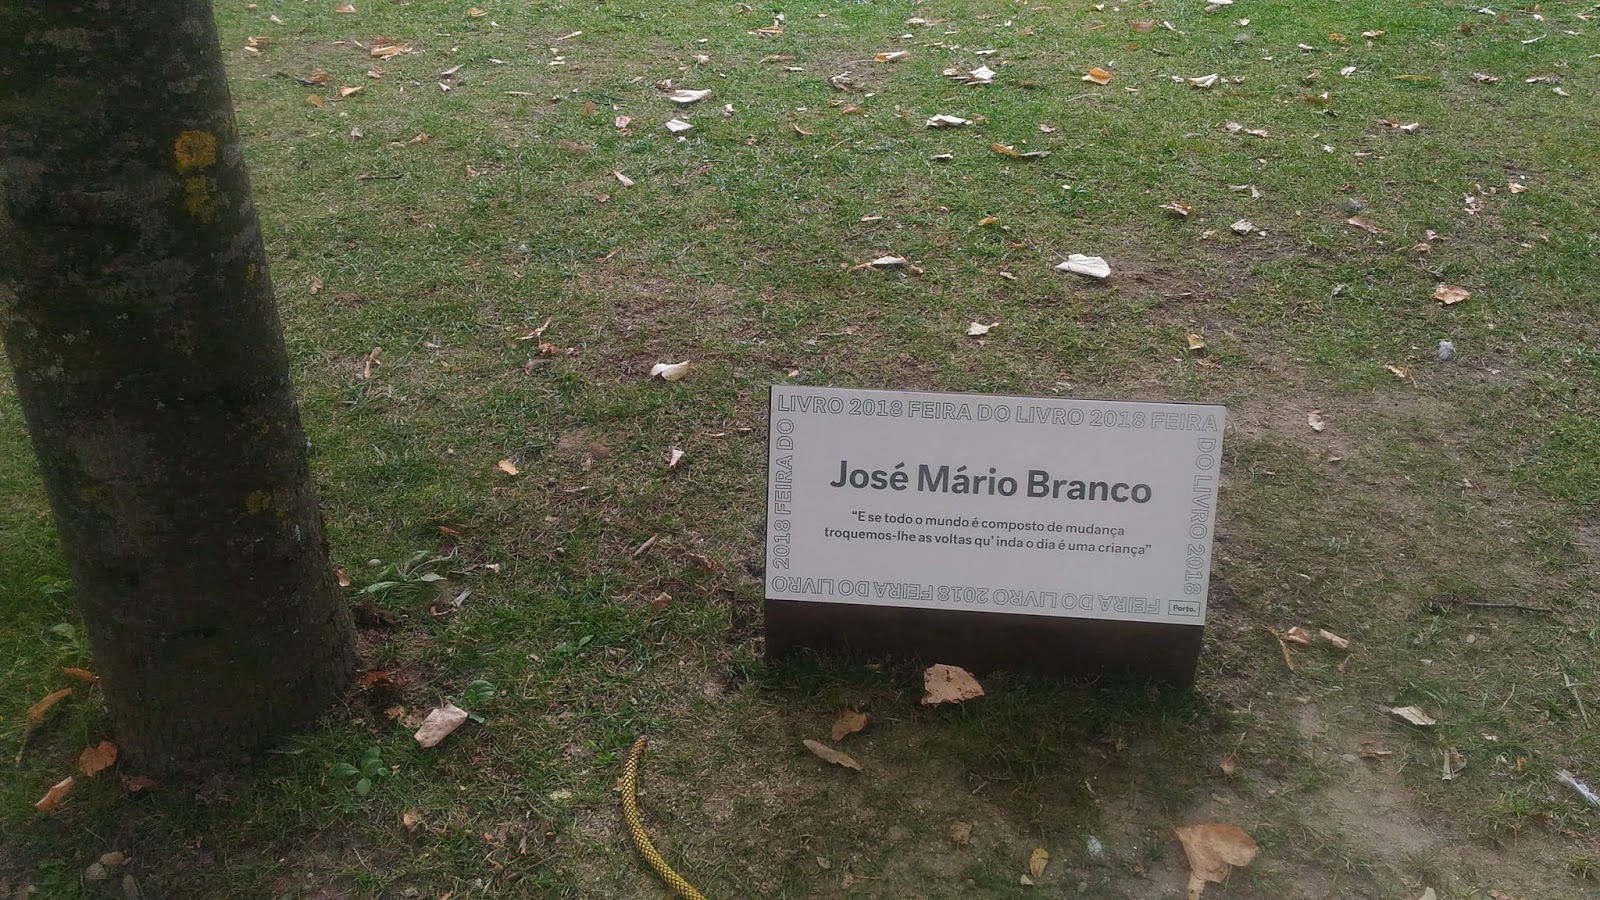 LIVRO 2018 FEIRA DO LIVRO 2018 FEIRA
DO LIVRO 2018
FEIRA DO LIVRO 2018 FEIRA DO LIVRO
2018 FEIRA DO
José Mário Branco
“E se todo o mundo é composto de mudança
troquemos-lhe as voltas qu’ inda o dia é uma criança”
Porto.